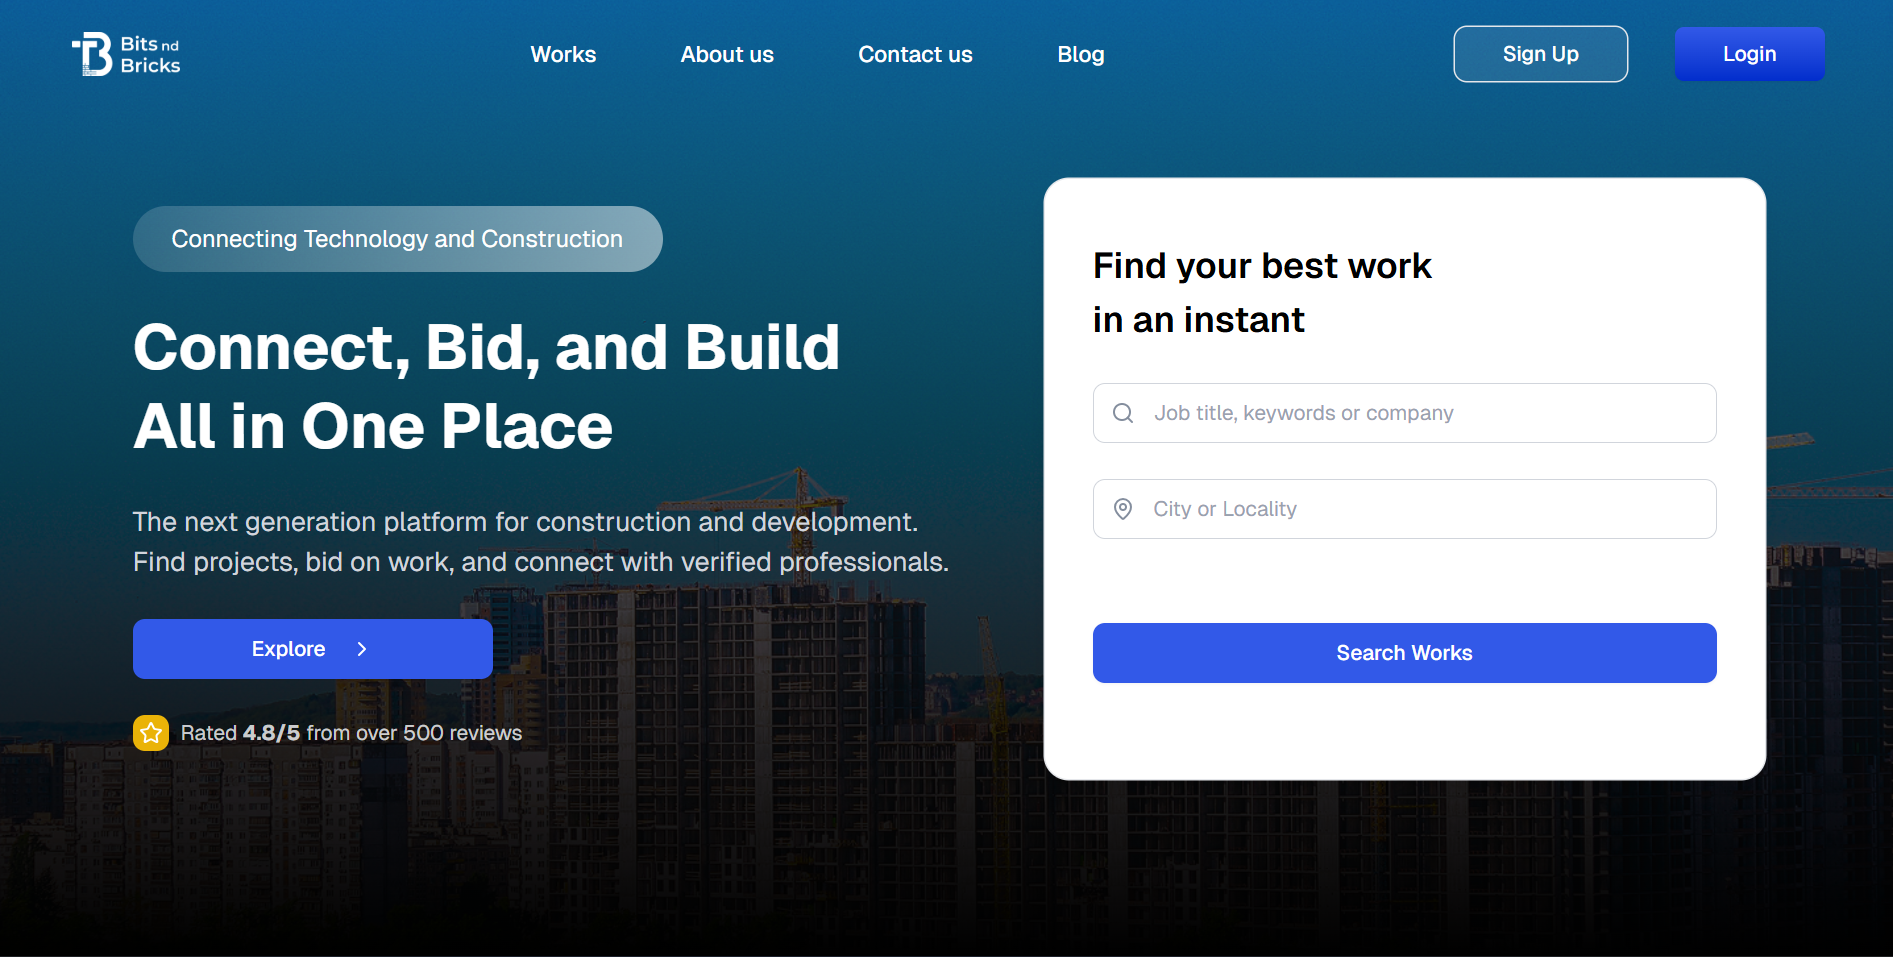 Bits nd
Bricks
Works
About us
Contact us
Blog
Sign Up
Login
Connecting Technology and Construction
Connect, Bid, and Build
All in One Place
The next generation platform for construction and development.
Find projects, bid on work, and connect with verified professionals.
Explore
Rated 4.8/5 from over 500 reviews
Find your best work
in an instant
Job title, keywords or company
City or Locality
Search Works